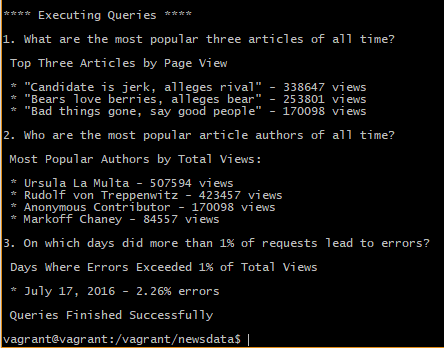 **** Executing Queries ****
1. What are the most popular three articles of all time?
Top Three Articles by Page View
* "Candidate is jerk, alleges rival" - 338647 views
* "Bears love berries, alleges bear" - 253801 views
* "Bad things gone, say good people" - 170098 views
2. Who are the most popular article authors of all time?
Most Popular Authors by Total Views:
* Ursula La Multa - 507594 views
* Rudolf von Treppenwitz - 423457 views
* Anonymous Contributor - 170098 views
* Markoff Chaney - 84557 views
3. On which days did more than 1% of requests lead to errors?
Days Where Errors Exceeded 1% of Total Views
* July 17, 2016 - 2.26% errors
Queries Finished Successfully
vagrant@vagrant:/vagrant/newsdata$